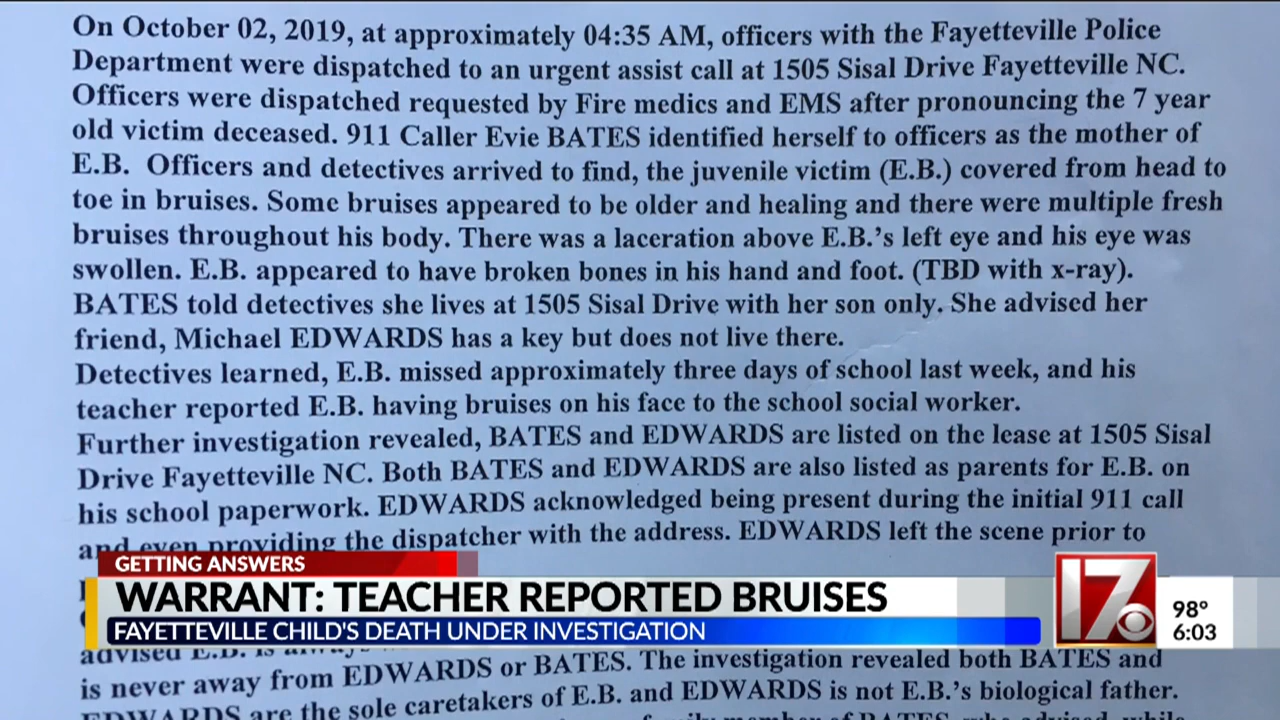 On October 02, 2019, at approximately 04:35 AM, officers with the Fayetteville Police
Department were dispatched to an urgent assist call at 1505 Sisal Drive Fayetteville NC.
Officers were dispatched requested by Fire medics and EMS after pronouncing the 7 year
old victim deceased. 911 Caller Evie BATES identified herself to officers as the mother of
E.B. Officers and detectives arrived to find, the juvenile victim (E.B.) covered from head to
toe in bruises. Some bruises appeared to be older and healing and there were multiple fresh
bruises throughout his body. There was a laceration above E.B.'s left eye and his eye was
swollen. E.B. appeared to have broken bones in his hand and foot. (TBD with x-ray).
BATES told detectives she lives at 1505 Sisal Drive with her son only. She advised her
friend, Michael EDWARDS has a key but does not live there.
Detectives learned, E.B. missed approximately three days of school last week, and his
teacher reported E.B. having bruises on his face to the school social worker.
Further investigation revealed, BATES and EDWARDS are listed on the lease at 1505 Sisal
Drive Fayetteville NC. Both BATES and EDWARDS are also listed as parents for E.B. on
his school paperwork. EDWARDS acknowledged being present during the initial 911 call
and even providing the dispatcher with the address. EDWARDS left the scene prior to
GETTING ANSWERS
WARRANT: TEACHER REPORTED BRUISES
FAYETTEVILLE CHILD'S DEATH UNDER INVESTIGATION
17
98°
6:03
advised E.B. is
is never away from EDWARDS or BATES. The investigation revealed both BATES and
EDWARDS are the sole caretakers of E.B. and EDWARDS is not E.B.'s biological father.